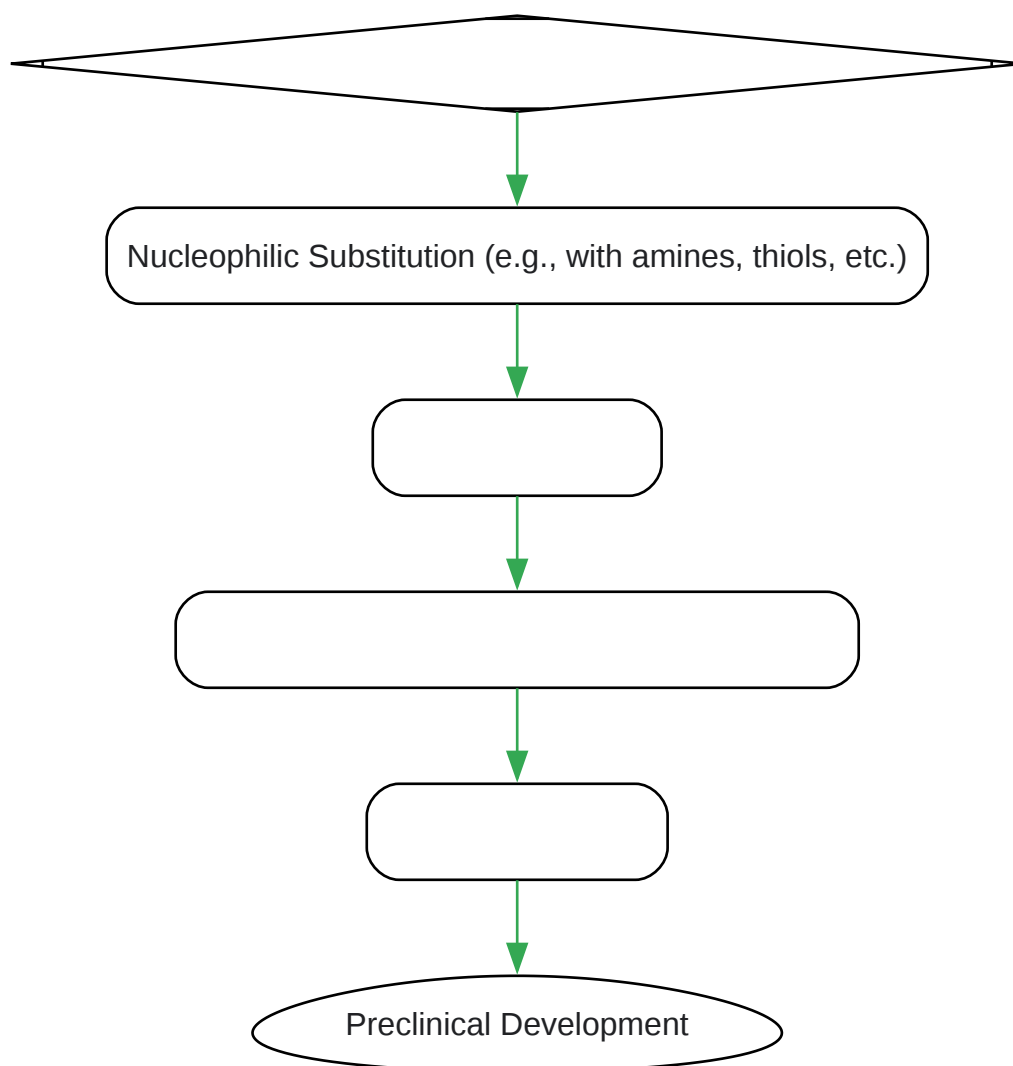 Nucleophilic Substitution (e.g., with amines, thiols, etc.)
Preclinical Development